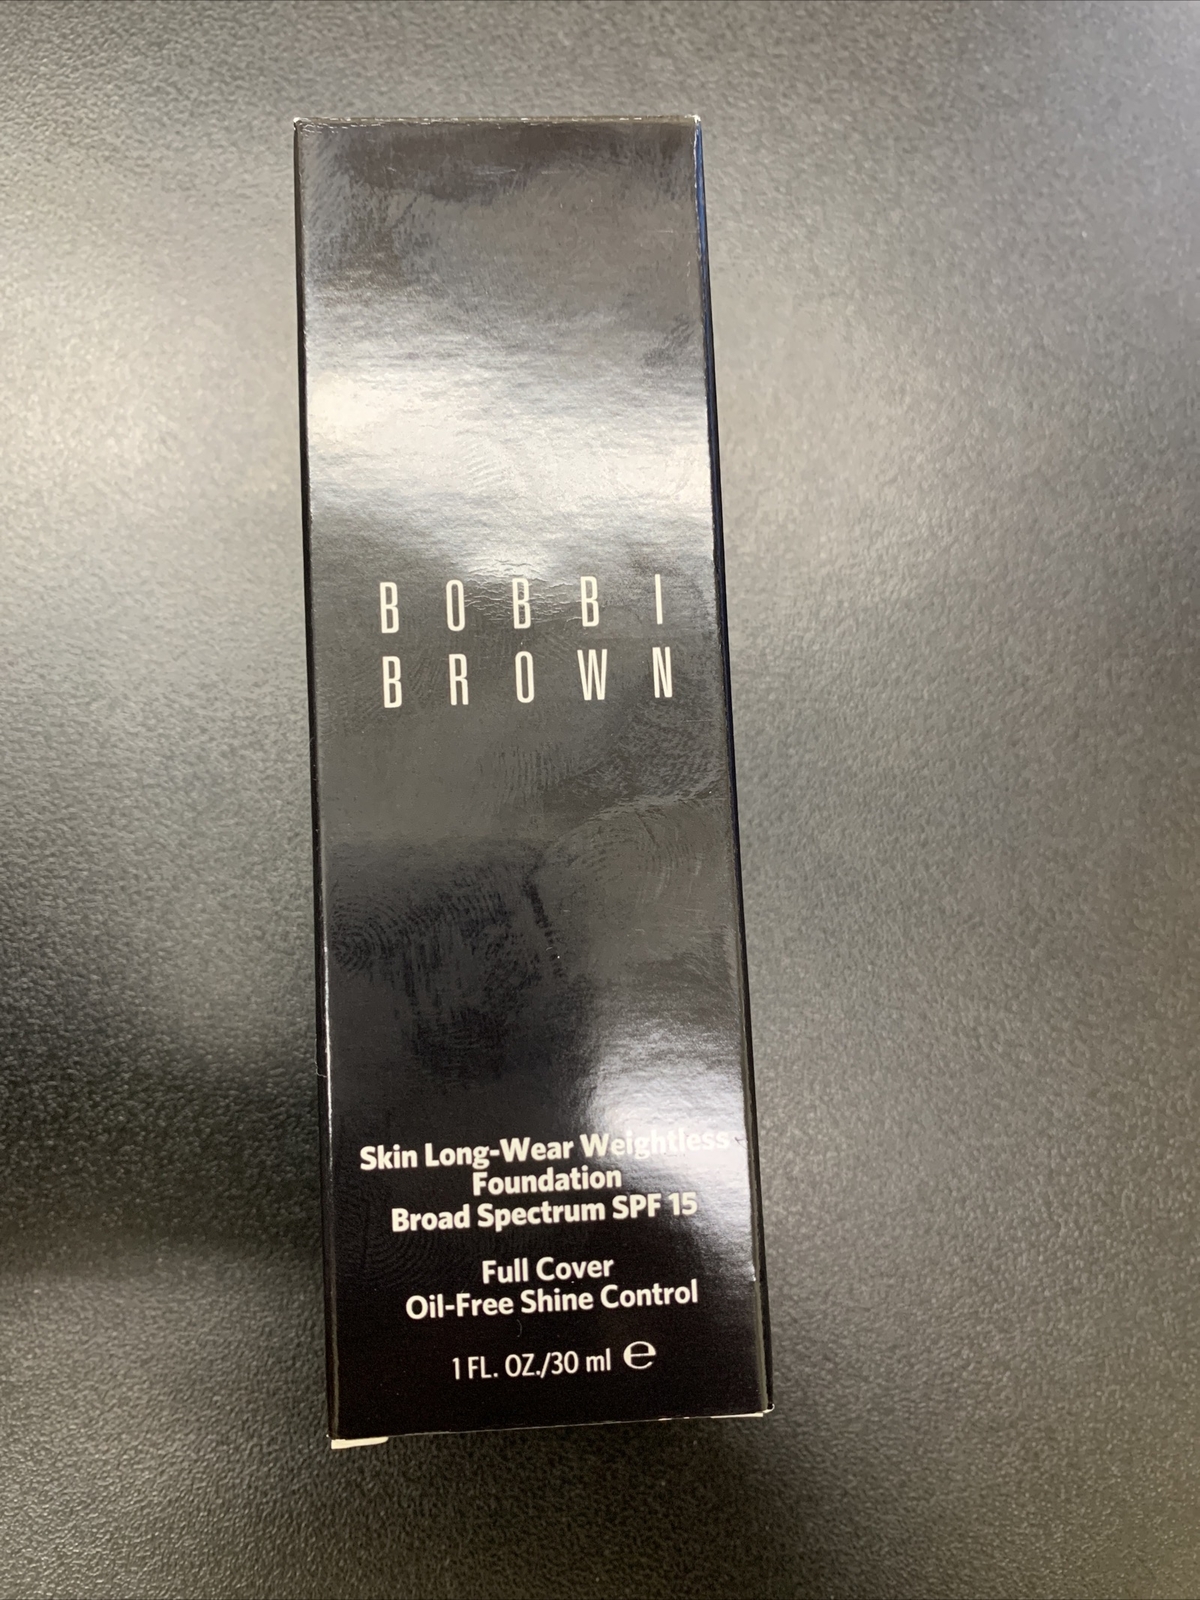 BOBBI
BROWN
Skin Long-Wear Weightless
Foundation
Broad Spectrum SPF 15
Full Cover
Oil-Free Shine Control
1 FL. OZ./30 ml ℮